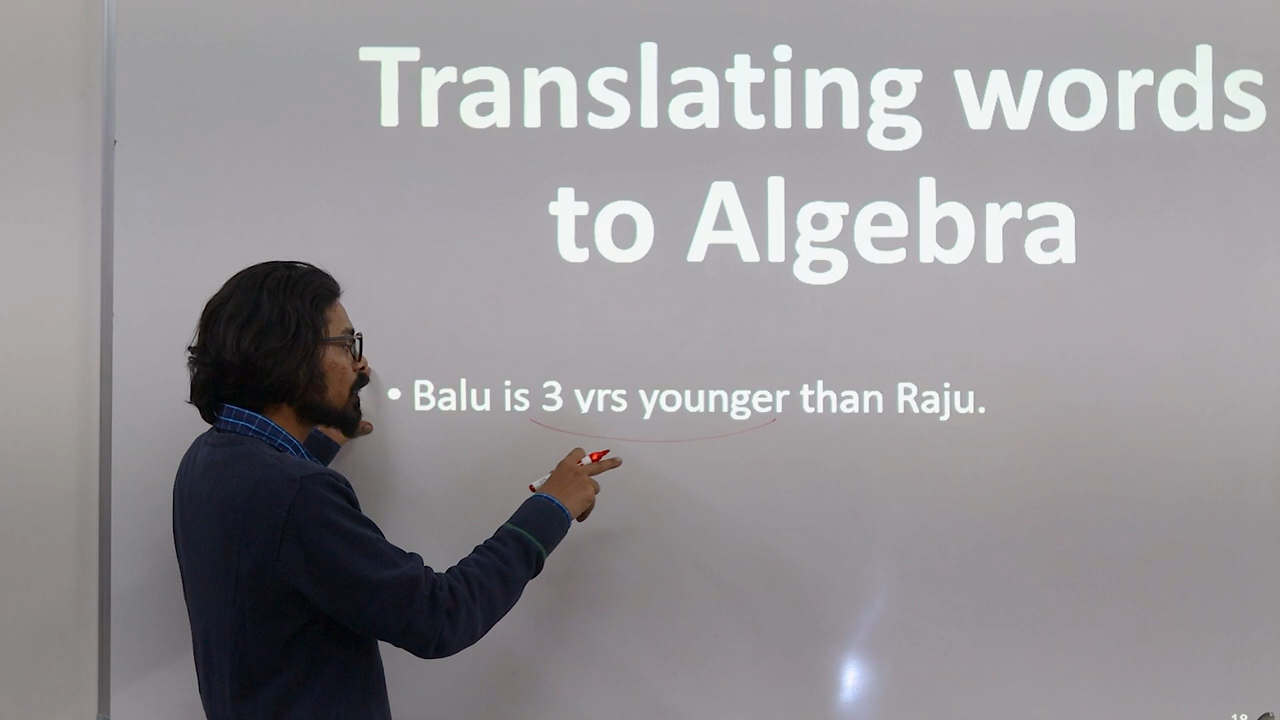 Translating words
to Algebra
• Balu is 3 yrs younger than Raju.